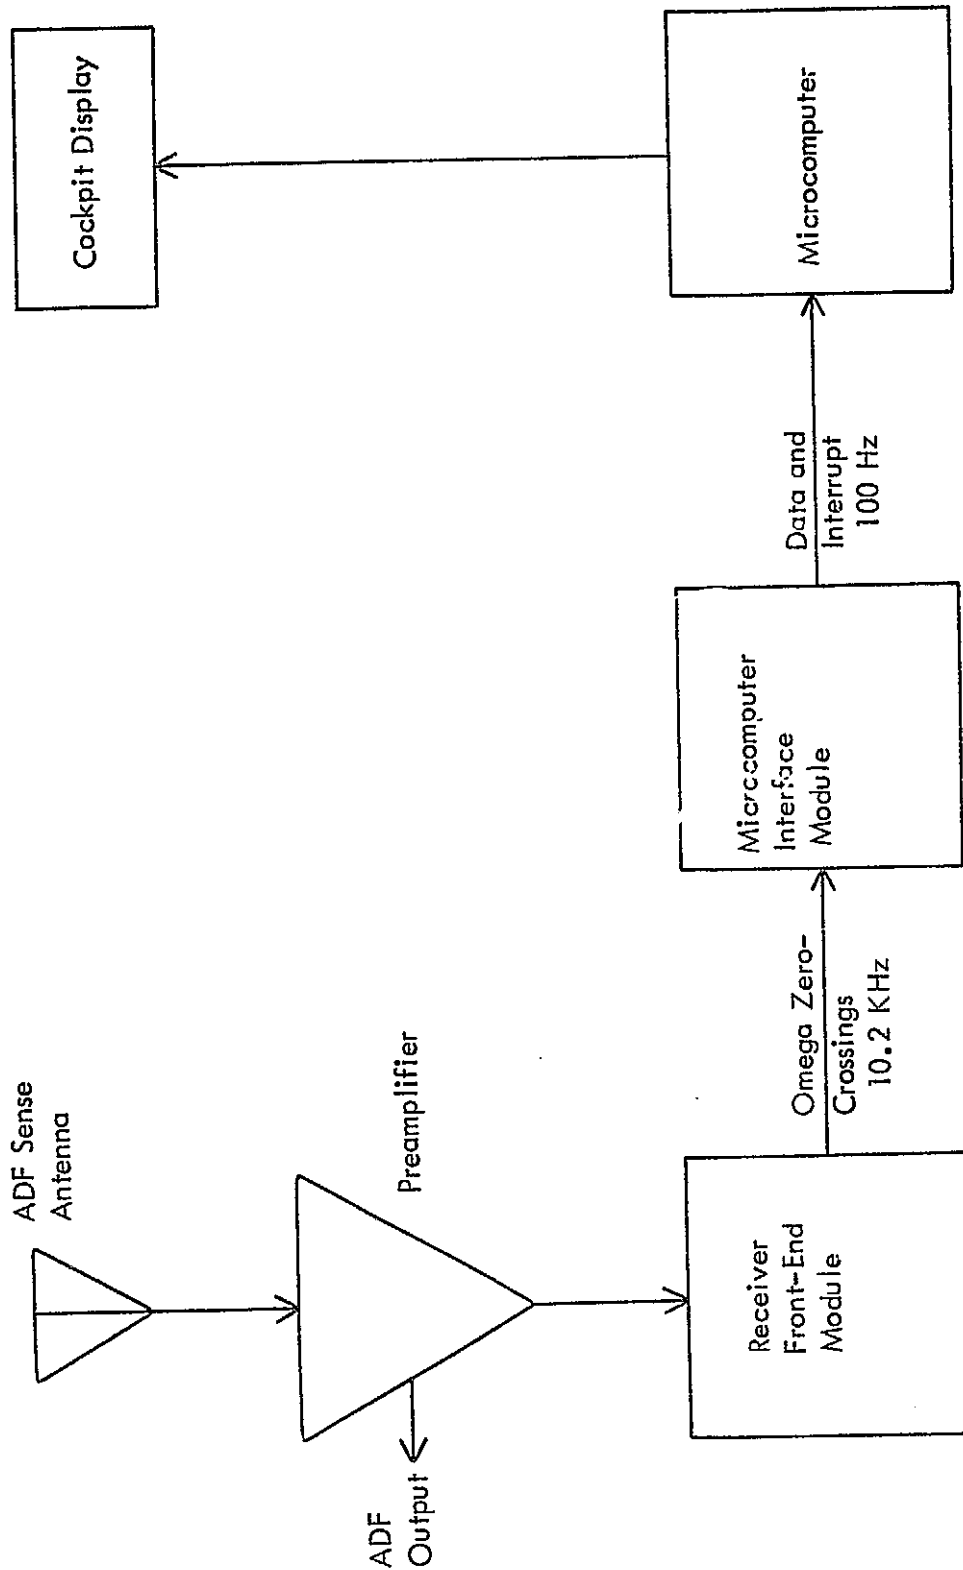 ADF Sense
Antenna
Preamplifier
ADF
Output
Receiver
Front-End
Module
Omega Zero-
Crossings
10.2 KHz
Microcomputer
Interface
Module
Data and
Interrupt
100 Hz
Microcomputer
Cockpit Display